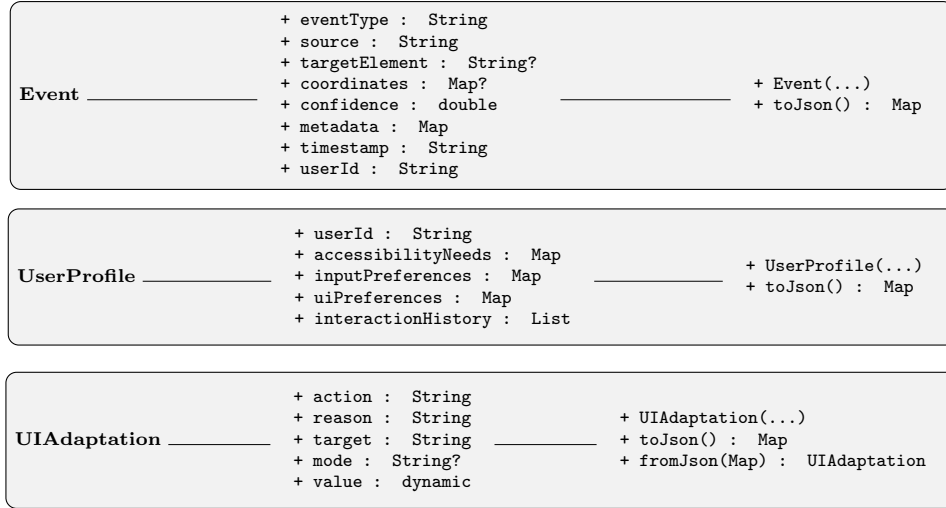 Event
+ eventType : String
+ source : String
+ targetElement : String?
+ coordinates : Map?
+ confidence : double
+ metadata : Map
+ timestamp : String
+ userId : String
+ Event(...)
+ toJson() : Map
UserProfile
+ userId : String
+ accessibilityNeeds : Map
+ inputPreferences : Map
+ uiPreferences : Map
+ interactionHistory : List
+ UserProfile(...)
+ toJson() : Map
UIAdaptation
+ action : String
+ reason : String
+ target : String
+ mode : String?
+ value : dynamic
+ UIAdaptation(...)
+ toJson() : Map
+ fromJson(Map) : UIAdaptation